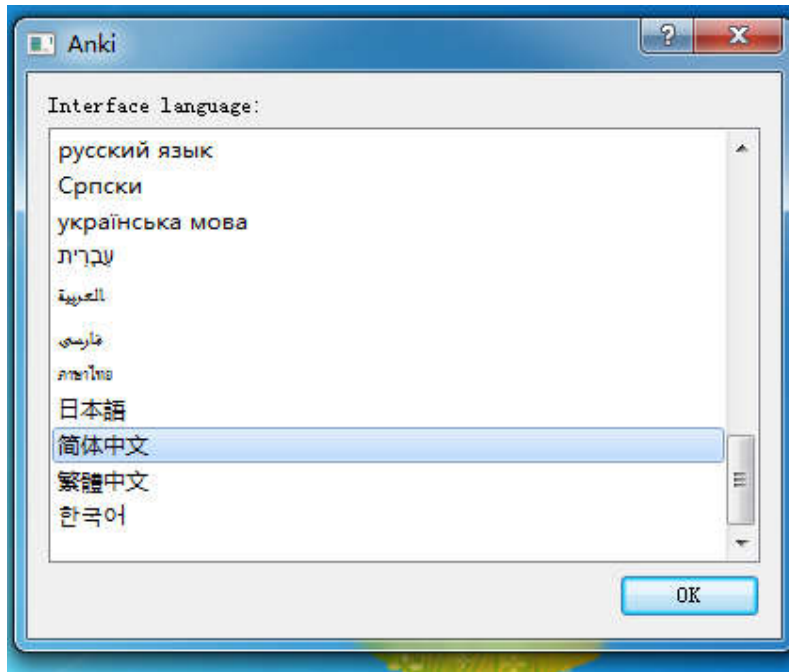 Anki
Interface language:
русский язык
Српски
українська мова
עִבְרִית
العربية
فارسی
ภาษาไทย
日本語
简体中文
繁體中文
한국어
OK